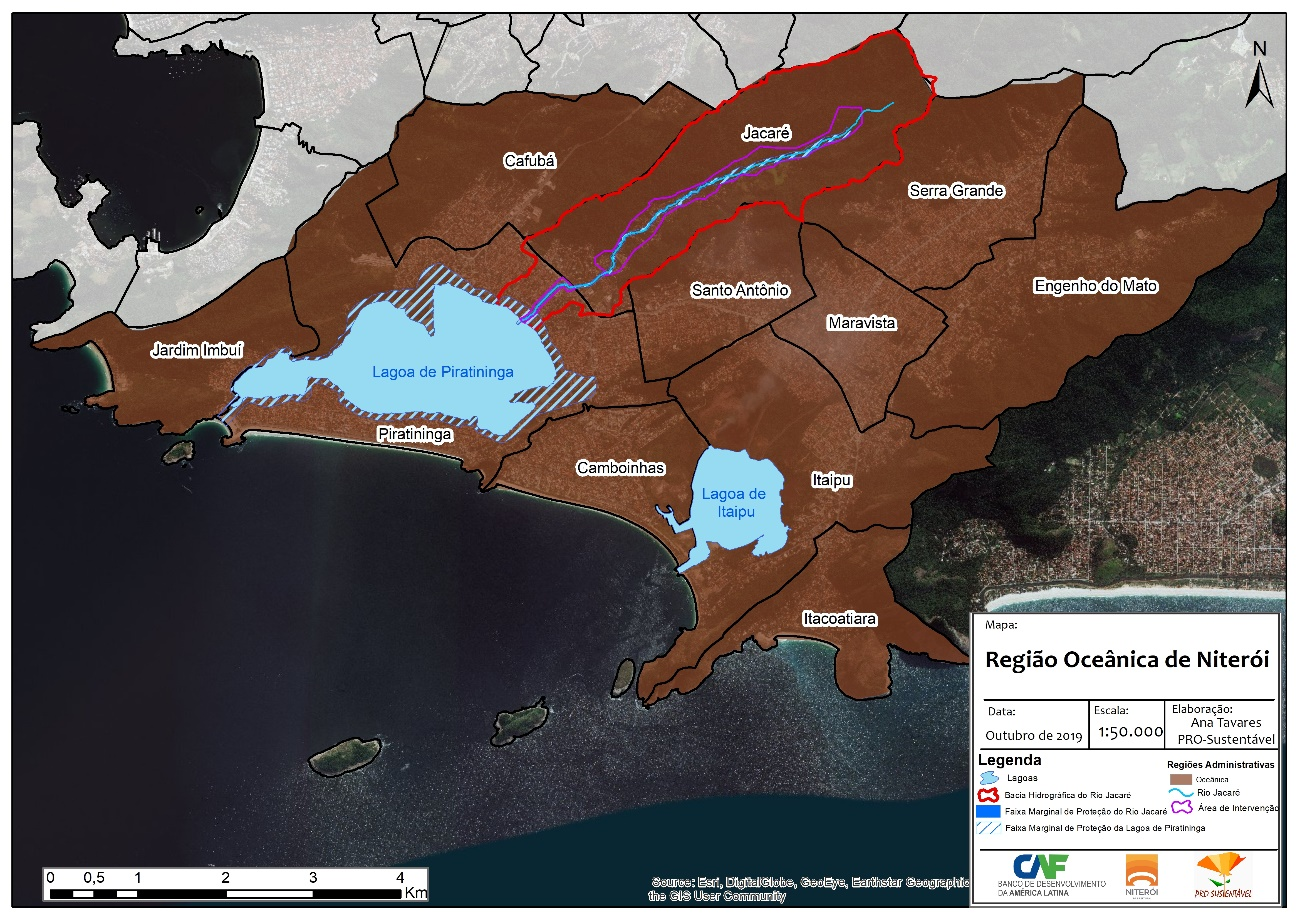 N
Jacaré
Cafubá
Serra Grande
Engenho do Mato
Santo Antônio
Maravista
Jardim Imbuí
Lagoa de Piratininga
Piratininga
Camboinhas
Itaipu
Lagoa de
Itaipu
Itacoatiara
Mapa:
Região Oceânica de Niterói
Data:
Outubro de 2019
Escala:
1:50.000
Elaboração:
Ana Tavares
PRO-Sustentável
Legenda
Lagoas
Bacia Hidrográfica do Rio Jacaré
Faixa Marginal de Proteção do Rio Jacaré
Faixa Marginal de Proteção da Lagoa de Piratininga
Regiões Administrativas
Oceânica
Rio Jacaré
Área de Intervenção
CAF
BANCO DE DESENVOLVIMENTO
DA AMÉRICA LATINA
NITERÓI
PRO SUSTENTÁVEL
0 0,5 1 2 3 4
Km
Source: Esri, DigitalGlobe, GeoEye, Earthstar Geographic
the GIS User Community